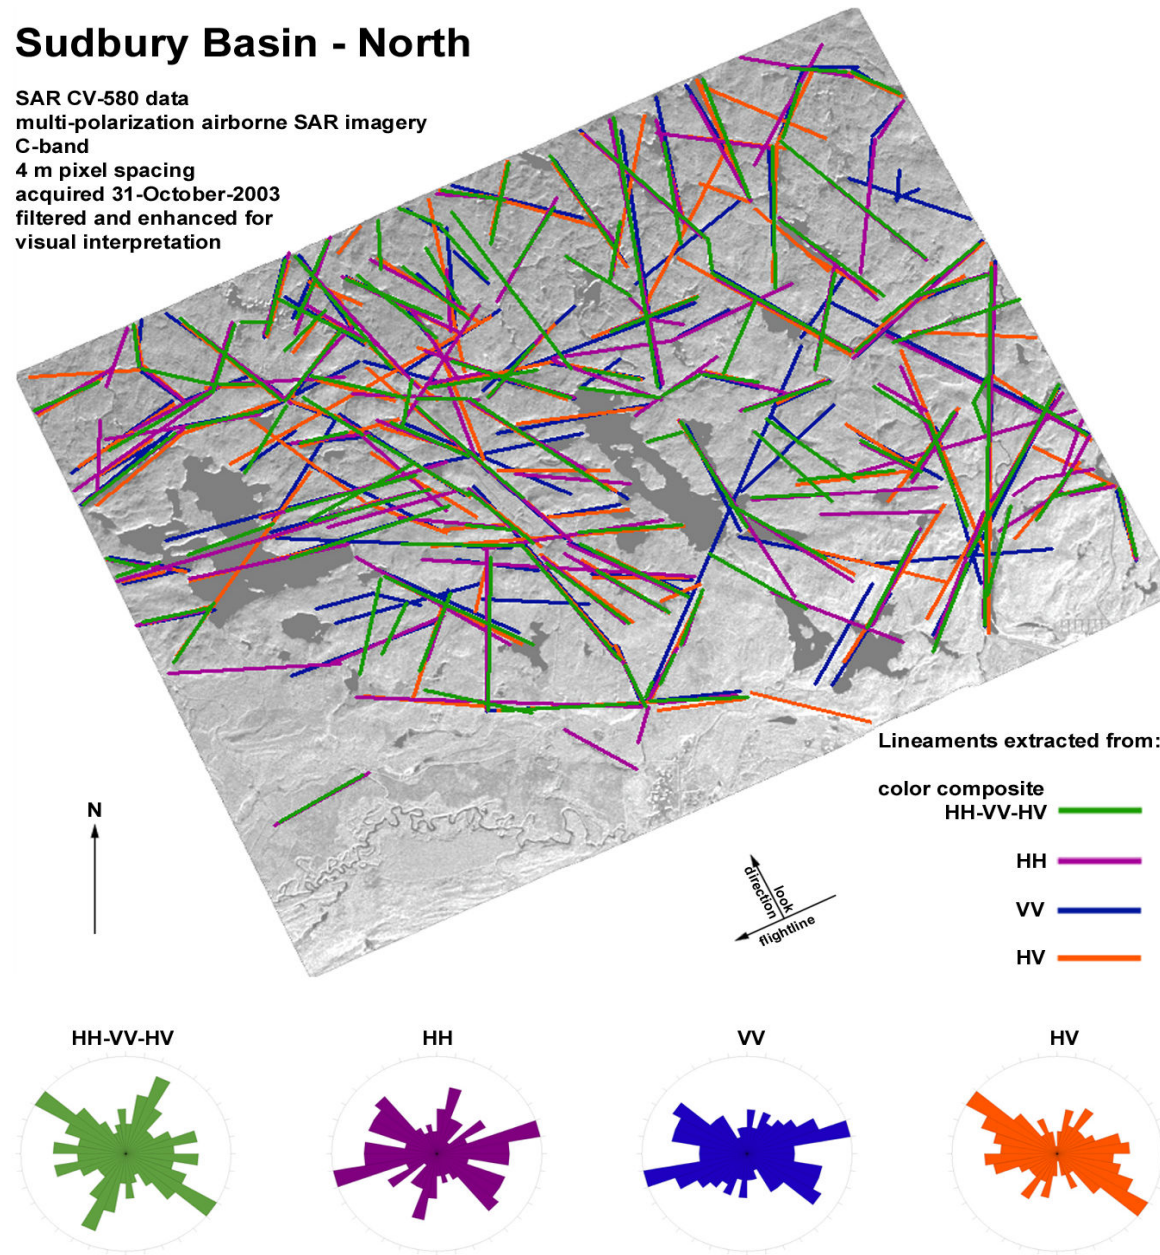 Sudbury Basin - North
SAR CV-580 data
multi-polarization airborne SAR imagery
C-band
4 m pixel spacing
acquired 31-October-2003
filtered and enhanced for
visual interpretation
Lineaments extracted from:
color composite
HH-VV-HV
HH
VV
HV
N
look
direction
flightline
HH-VV-HV
HH
VV
HV